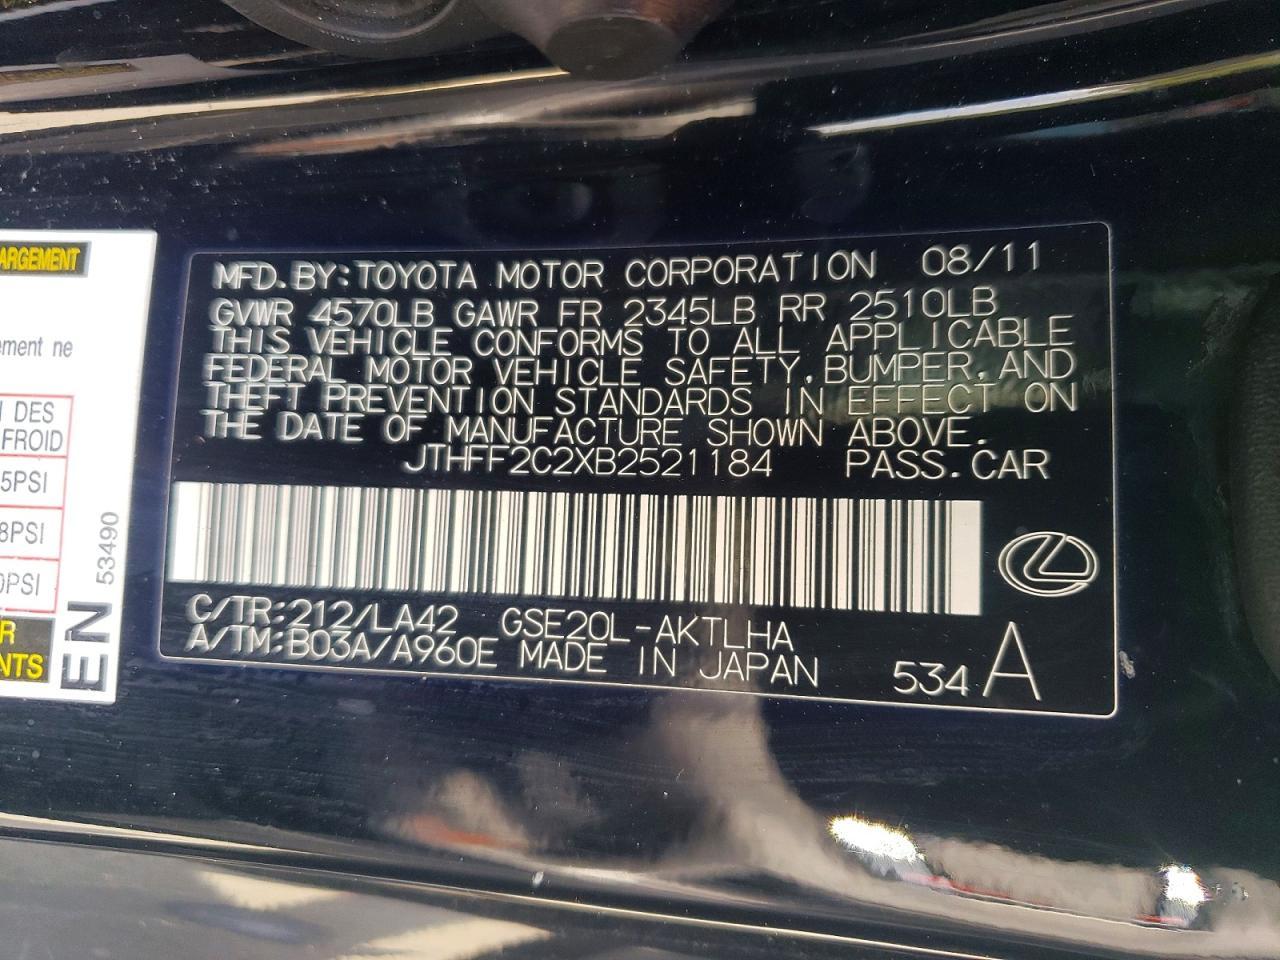 ARGEMENT
ement ne
DES
FROID
5PSI
8PSI
0PSI
R
NTS
EN
53490
MFD. BY: TOYOTA MOTOR CORPORATION 08/11
GVWR 4570LB GAWR FR 2345LB RR 2510LB
THIS VEHICLE CONFORMS TO ALL APPLICABLE
FEDERAL MOTOR VEHICLE SAFETY, BUMPER, AND
THEFT PREVENTION STANDARDS IN EFFECT ON
THE DATE OF MANUFACTURE SHOWN ABOVE.
JTHFF2C2XB2521184 PASS. CAR
C/TR: 212/LA42 GSE20L-AKTLHA
A/TM: B03A/A960E MADE IN JAPAN
534 A